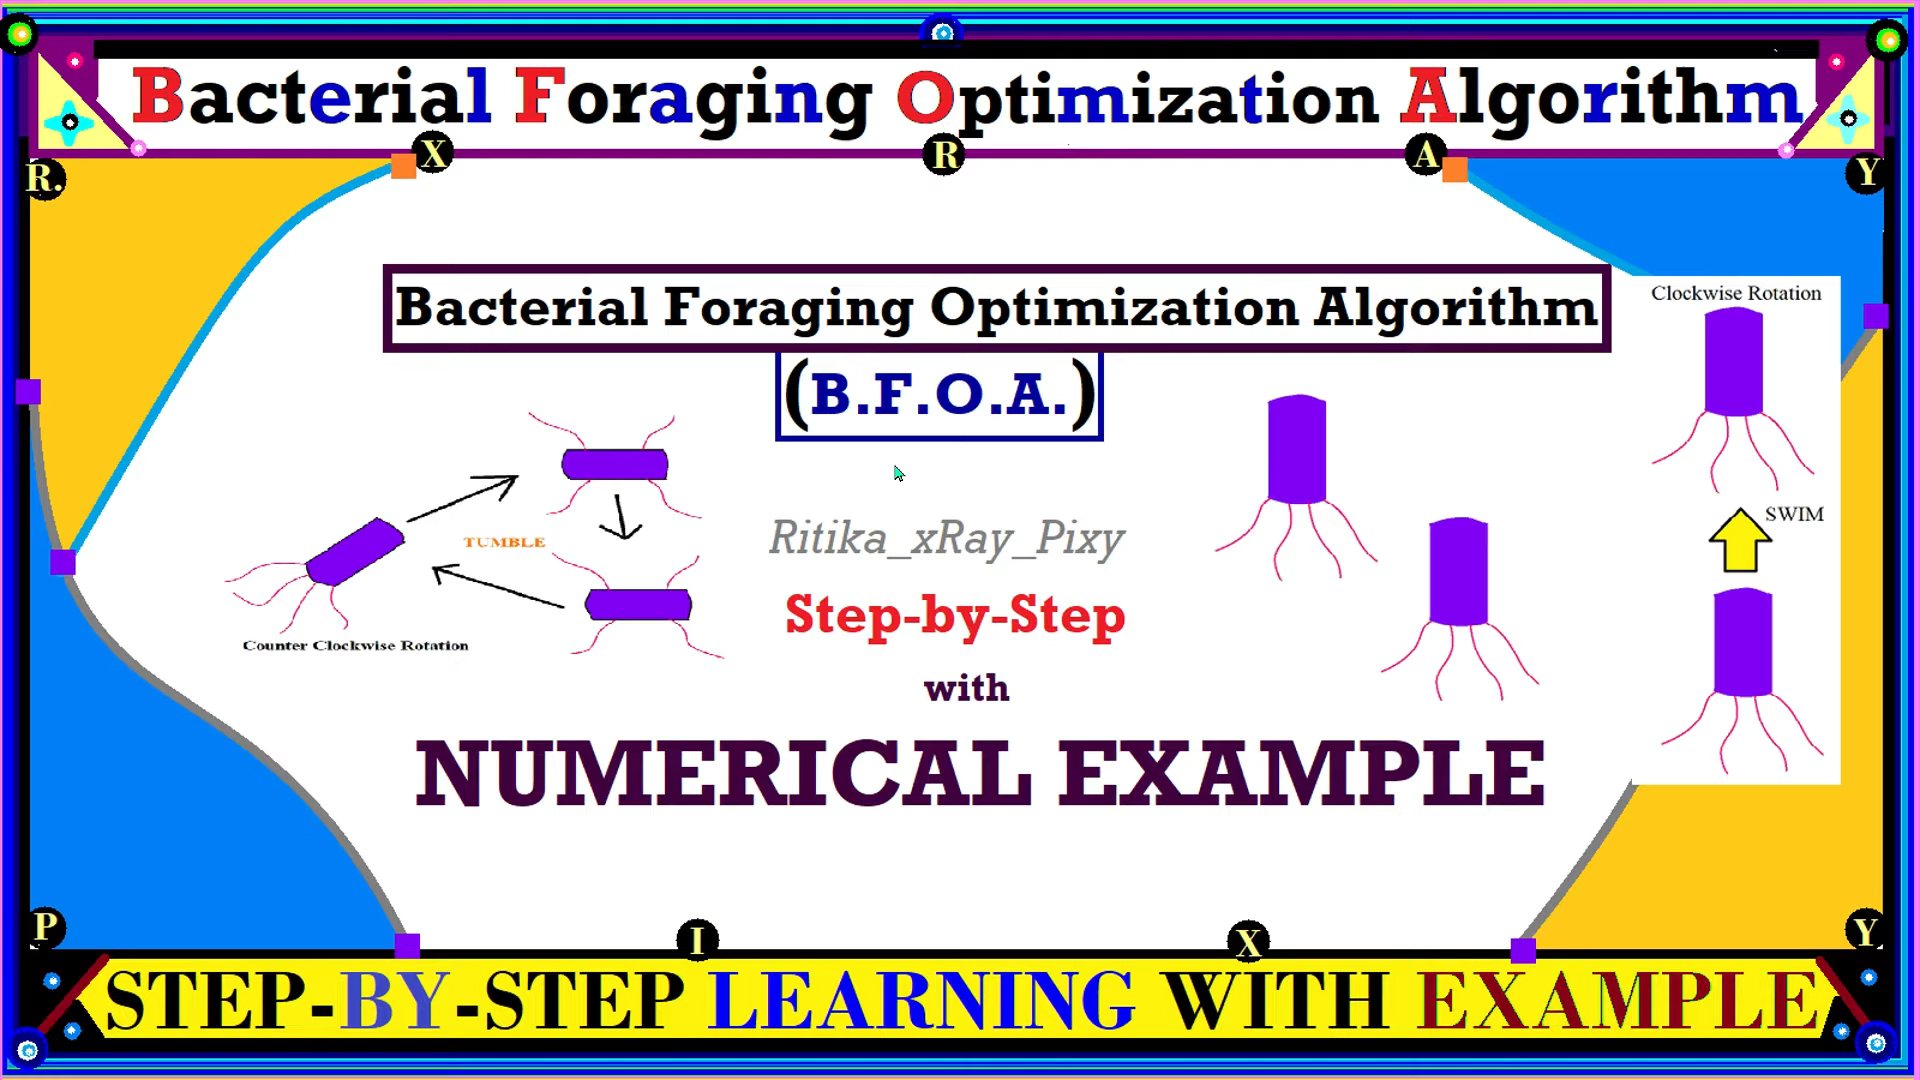 Bacterial Foraging Optimization Algorithm
X
R
A
R.
Y
Bacterial Foraging Optimization Algorithm
(B.F.O.A.)
Clockwise Rotation
SWIM
TUMBLE
Counter Clockwise Rotation
Ritika_xRay_Pixy
Step-by-Step
with
NUMERICAL EXAMPLE
P
I
X
Y
STEP-BY-STEP LEARNING WITH EXAMPLE